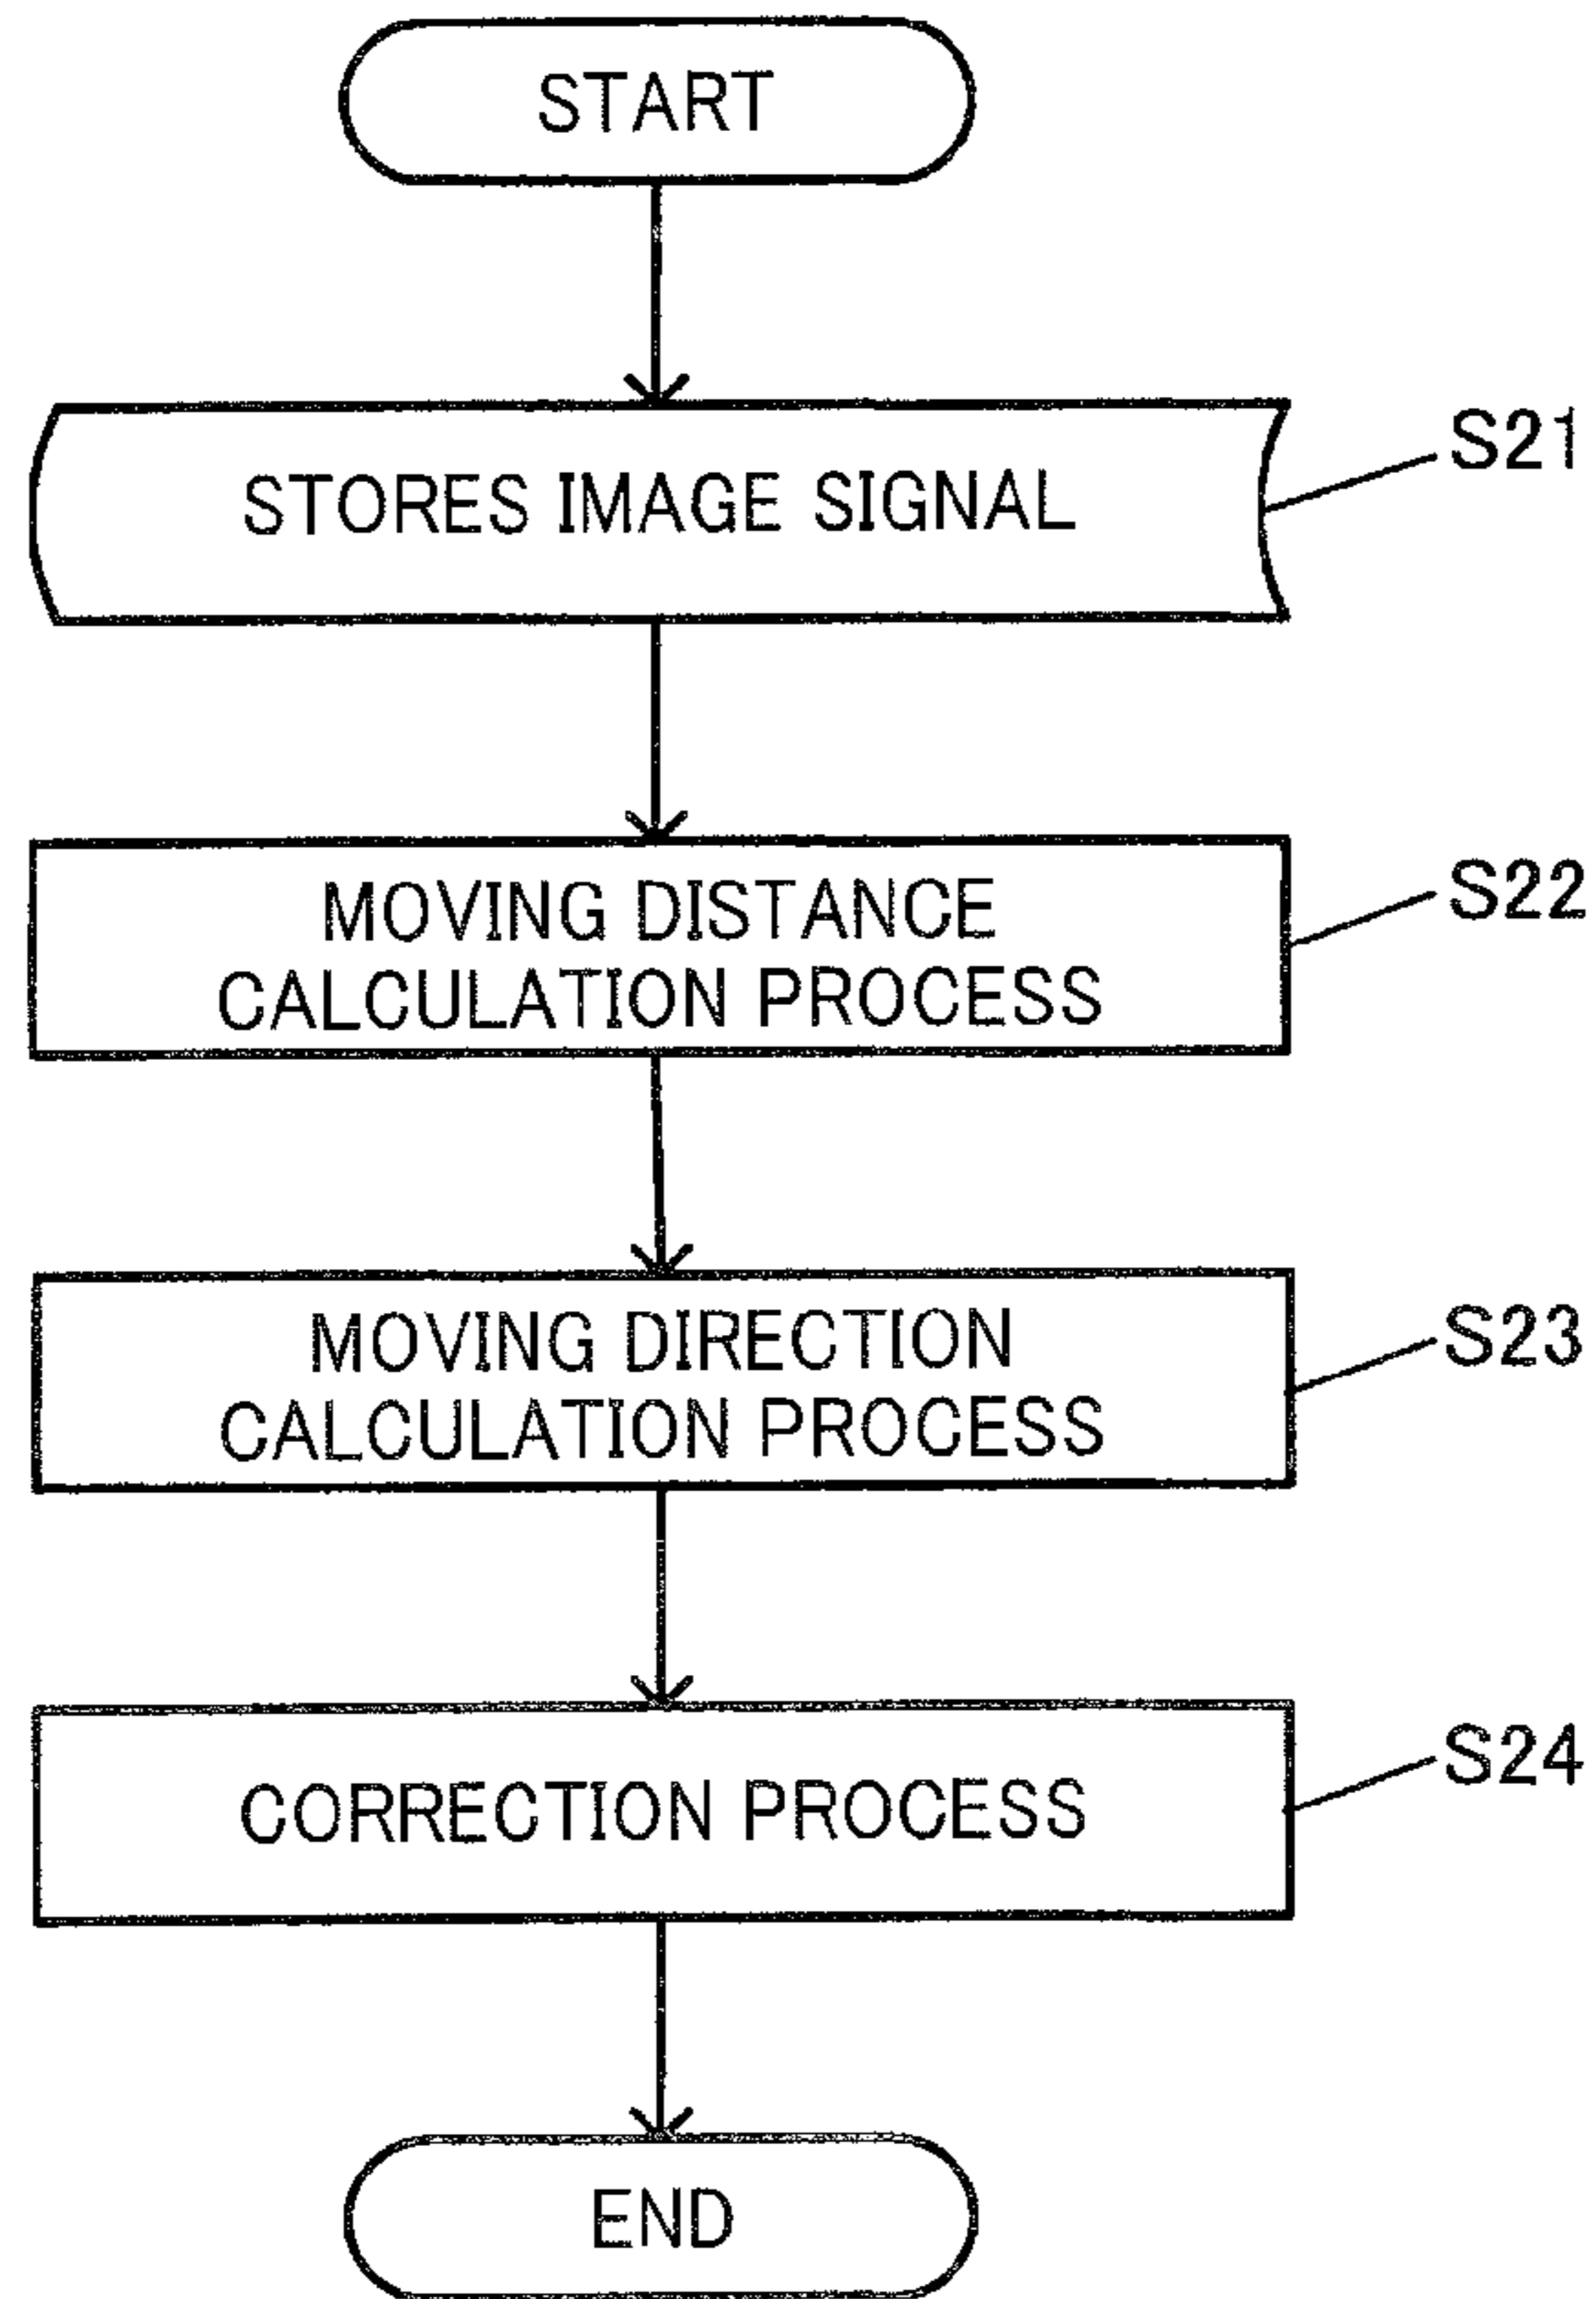 START
STORES IMAGE SIGNAL
S21
MOVING DISTANCE
CALCULATION PROCESS
S22
MOVING DIRECTION
CALCULATION PROCESS
S23
CORRECTION PROCESS
S24
END